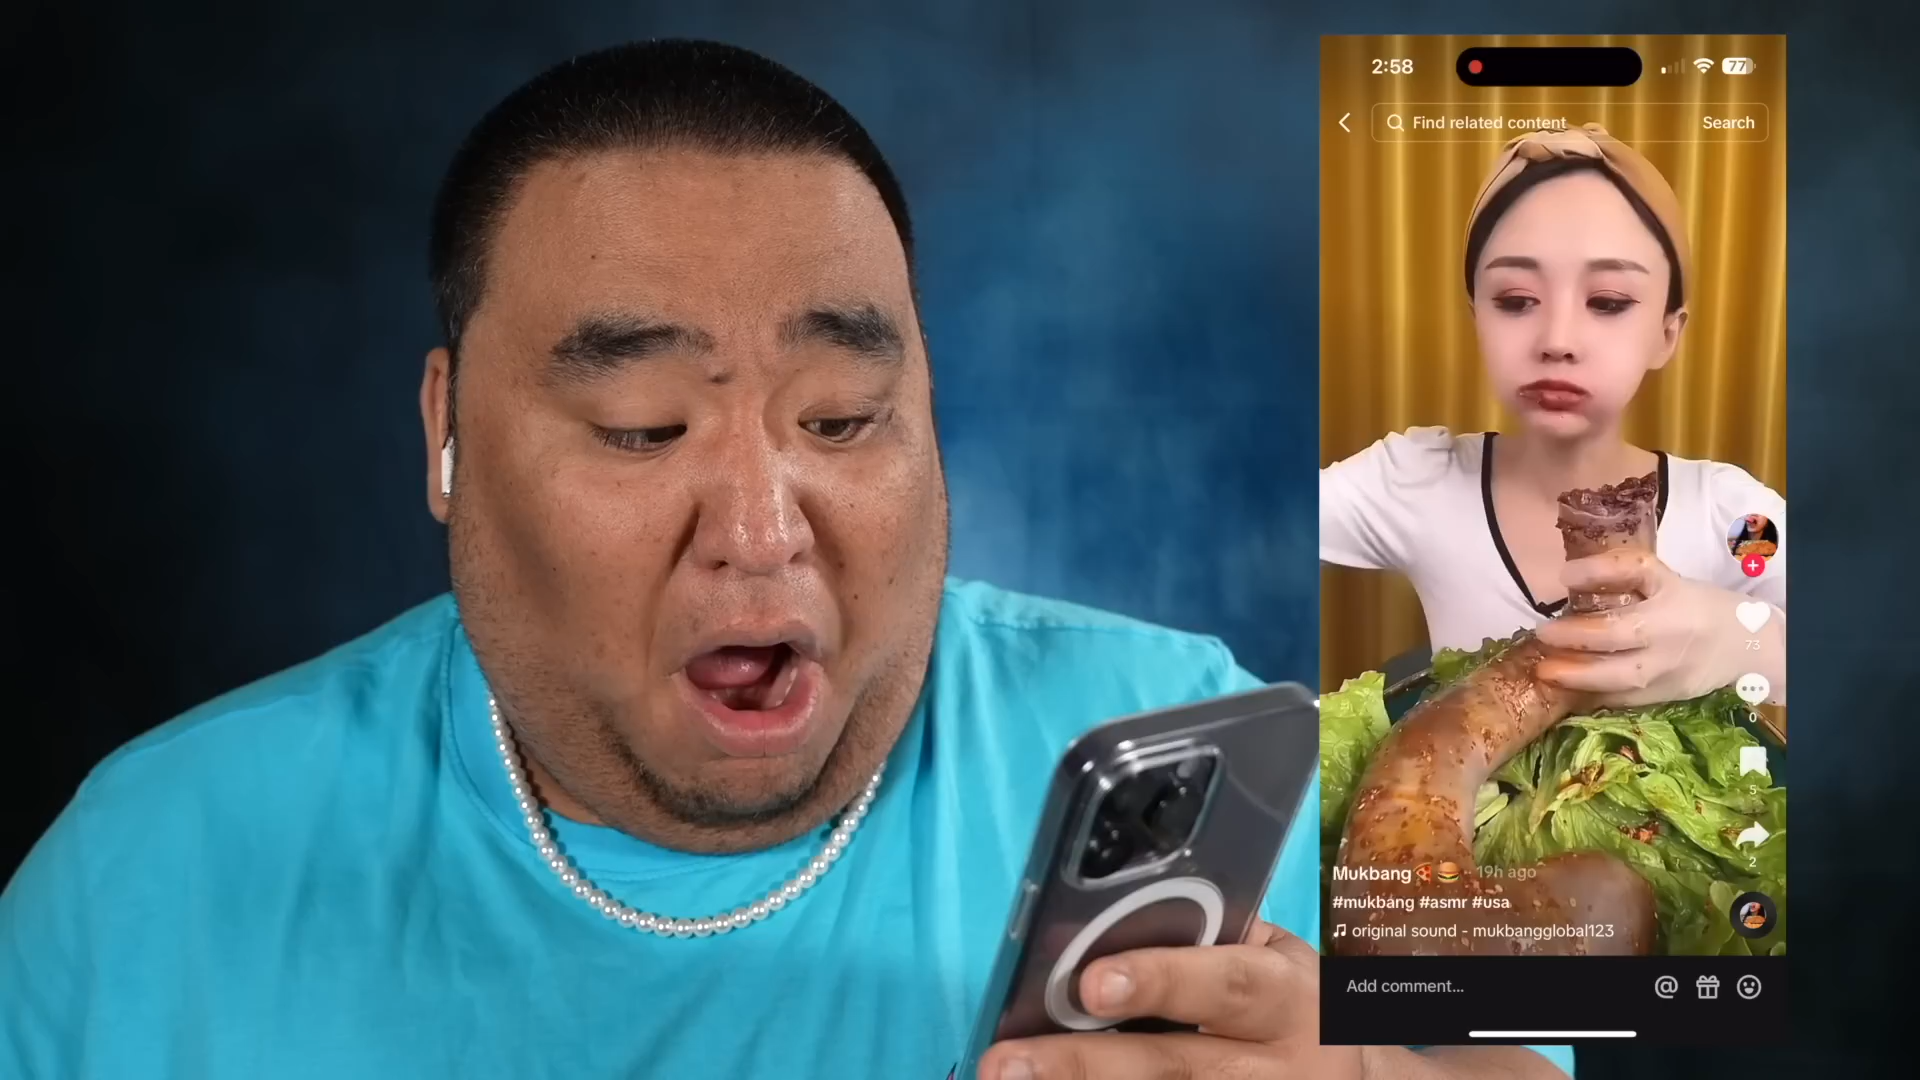 2:58
77
Find related content
Search
73
0
5
2
Mukbang🍕🍔 · 19h ago
#mukbang #asmr #usa
♫ original sound - mukbangglobal123
Add comment...
@